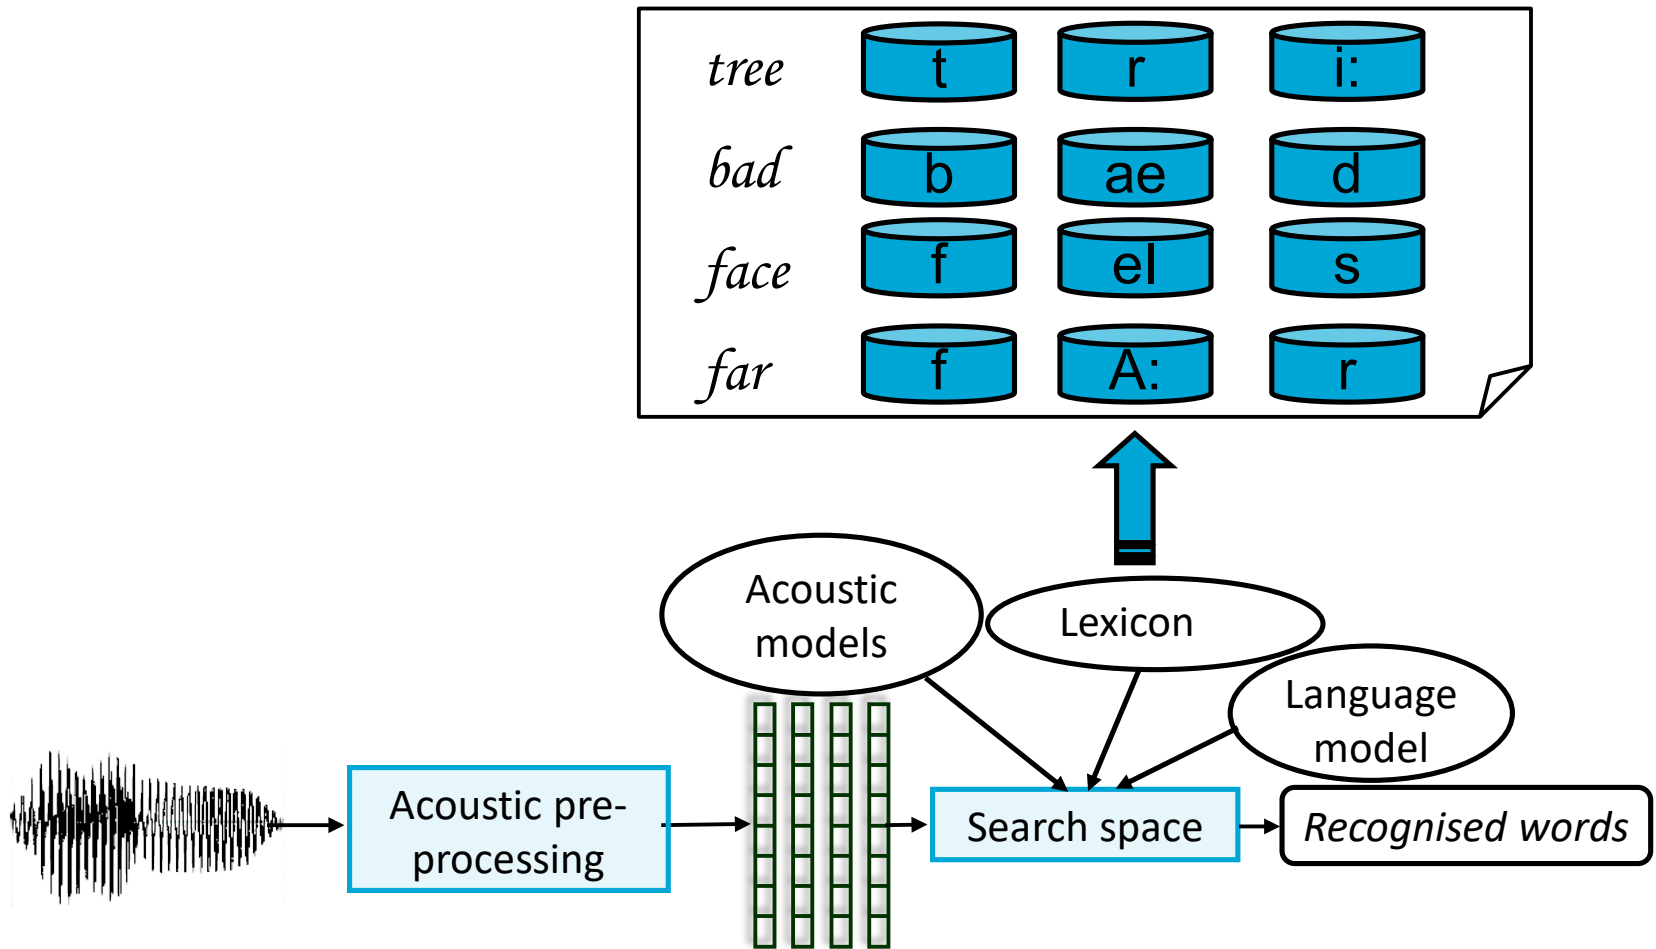 tree t r i:
bad b ae d
face f eI s
far f A: r
Acoustic
models
Lexicon
Language
model
Acoustic pre-
processing
Search space
Recognised words